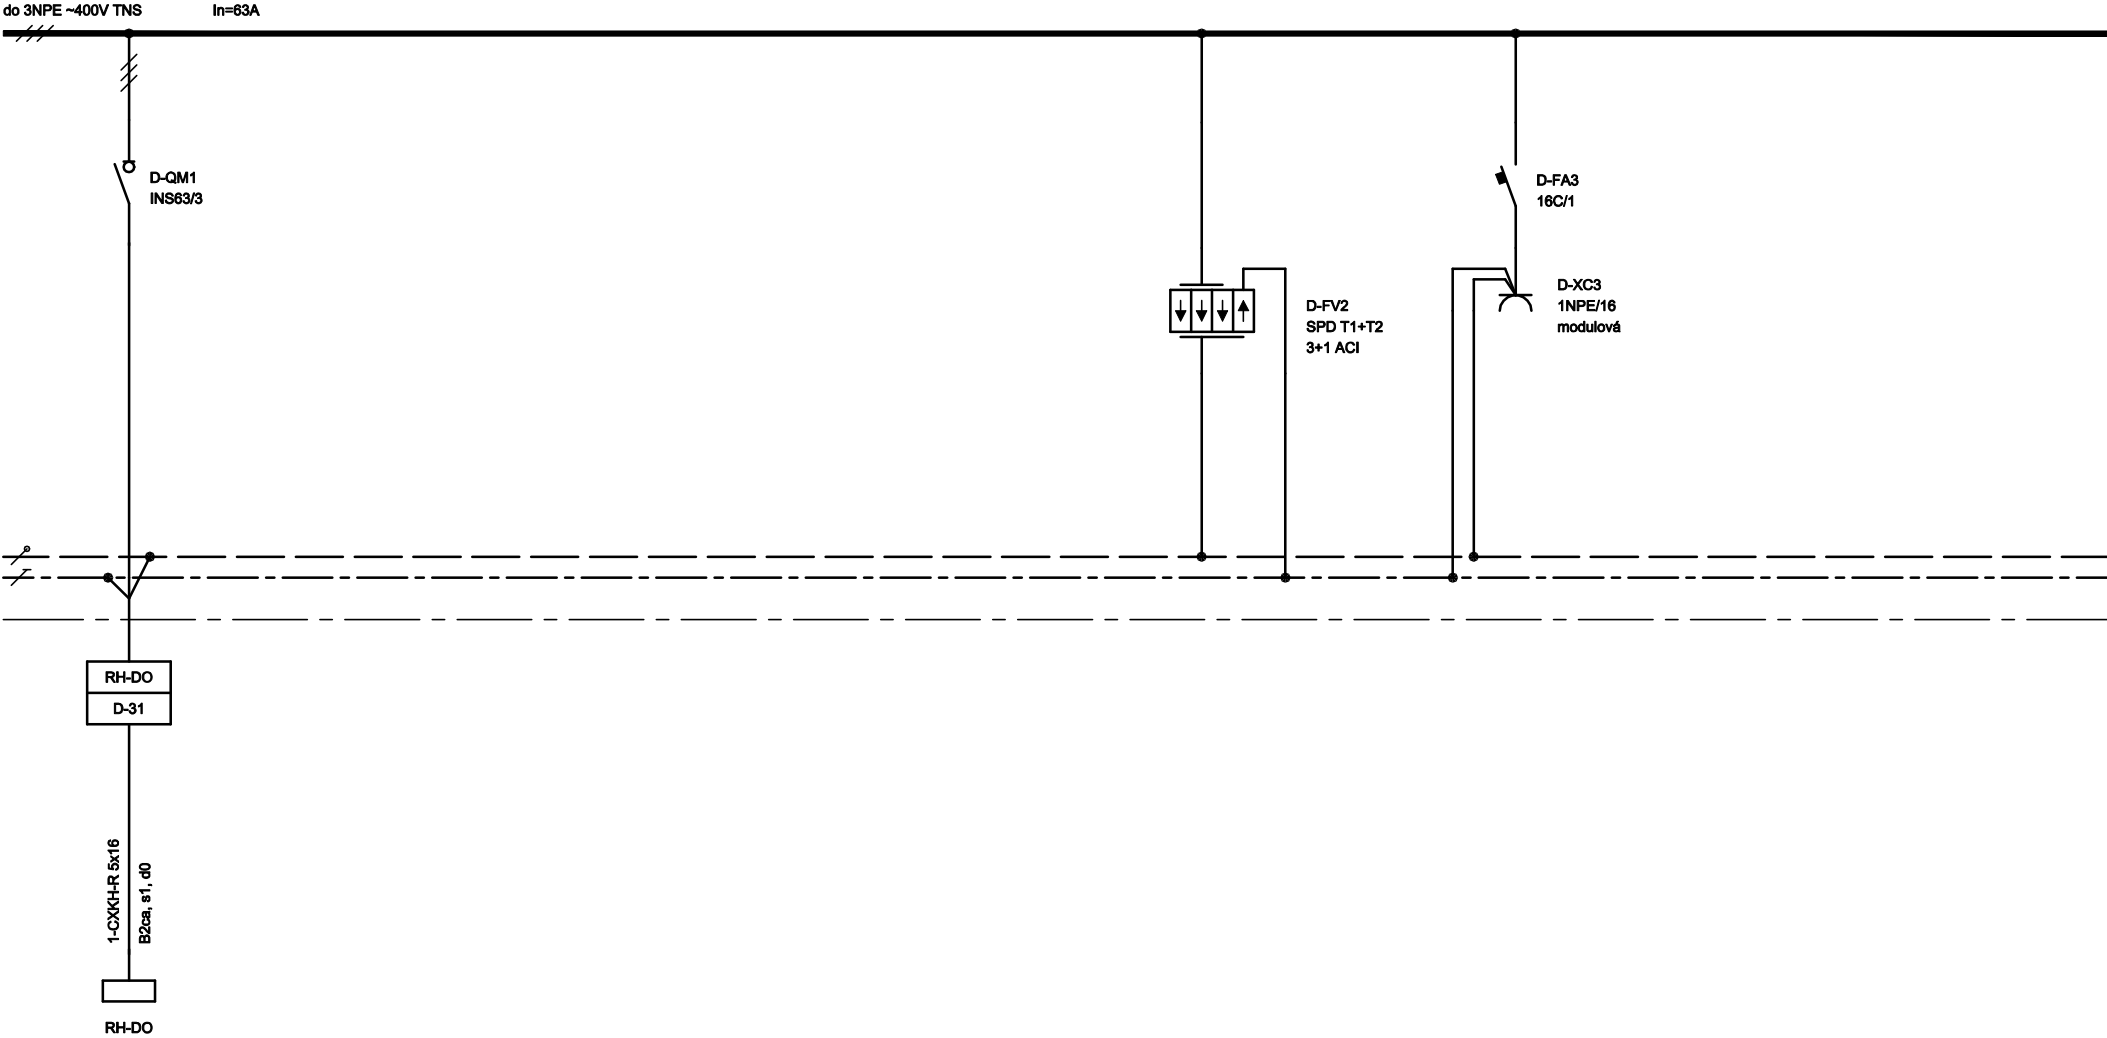 do 3NPE ~400V TNS In=63A
D-QM1
INS63/3
D-FV2
SPD T1+T2
3+1 ACI
D-FA3
16C/1
D-XC3
1NPE/16
modulová
RH-DO
D-31
1-CXKH-R 5x16
B2ca, s1, d0
RH-DO